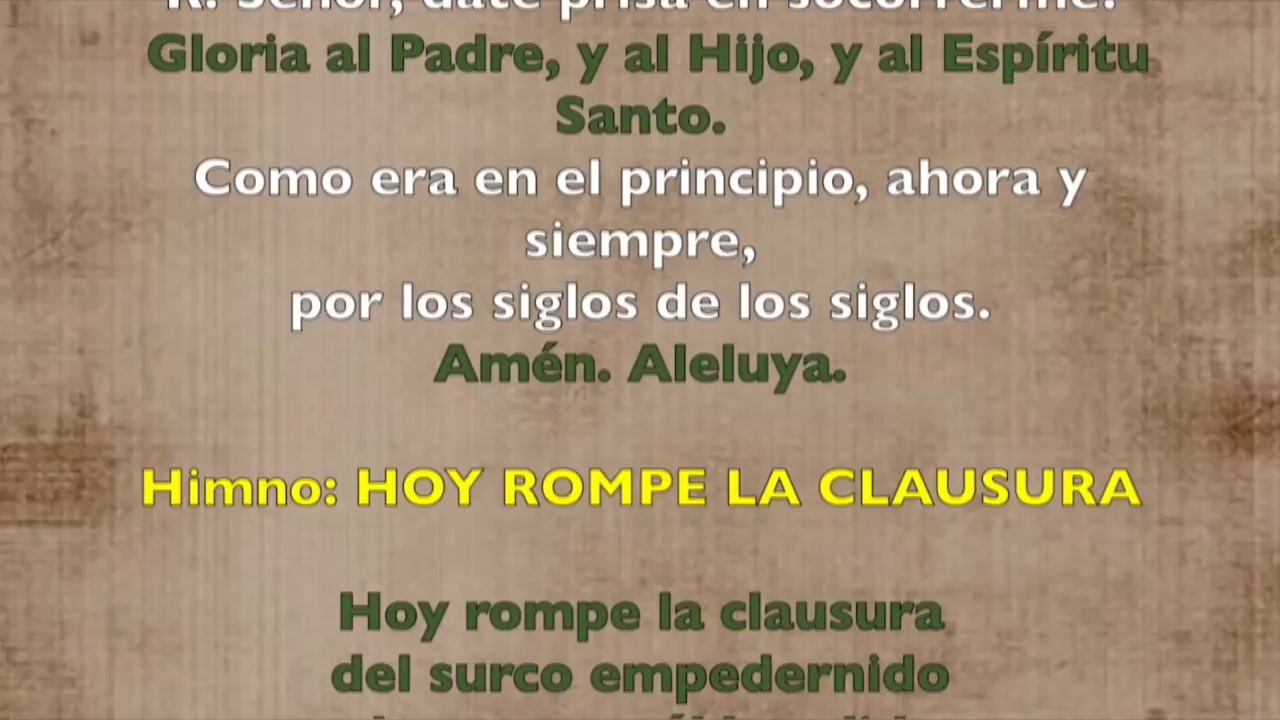 R. Señor, date prisa en socorrerme.
Gloria al Padre, y al Hijo, y al Espíritu
Santo.
Como era en el principio, ahora y
siempre,
por los siglos de los siglos.
Amén. Aleluya.
Himno: HOY ROMPE LA CLAUSURA
Hoy rompe la clausura
del surco empedernido